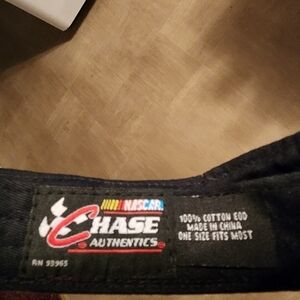 NASCAR
CHASE
AUTHENTICS
RN 93965
100% COTTON EOD
MADE IN CHINA
ONE SIZE FITS MOST